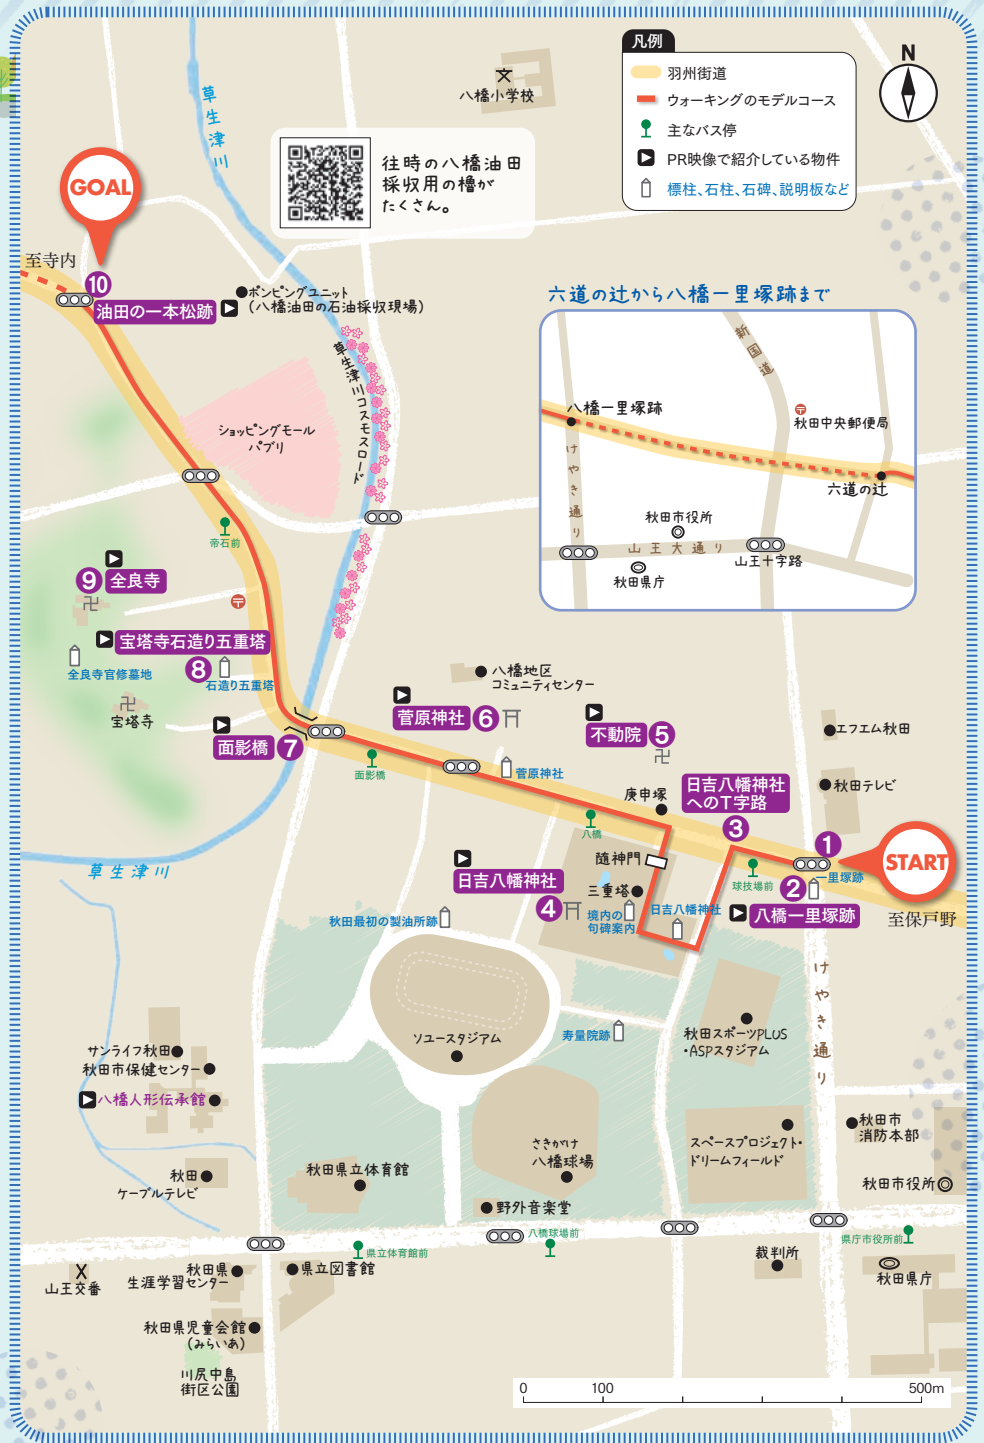 凡例
羽州街道
ウォーキングのモデルコース
主なバス停
PR映像で紹介している物件
標柱、石柱、石碑、説明板など
N
八橋小学校
草生津川
往時の八橋油田
採収用の櫓が
たくさん。
GOAL
至寺内
10
油田の一本松跡
ポンピングユニット
(八橋油田の石油採収現場)
草生津川コスモスロード
ショッピングモール
パブリ
六道の辻から八橋一里塚跡まで
新国道
八橋一里塚跡
秋田中央郵便局
けやき通り
六道の辻
秋田市役所
山王大通り
山王十字路
秋田県庁
帝石前
9
全良寺
宝塔寺石造り五重塔
8
石造り五重塔
全良寺官修墓地
宝塔寺
面影橋
7
面影橋
八橋地区
コミュニティセンター
菅原神社
6
菅原神社
不動院
5
庚申塚
八橋
エフエム秋田
秋田テレビ
日吉八幡神社
へのT字路
3
1
START
一里塚跡
2
八橋一里塚跡
球技場前
至保戸野
草生津川
随神門
三重塔
日吉八幡神社
4
境内の
句碑案内
日吉八幡神社
秋田最初の製油所跡
けやき通り
ソユースタジアム
寿量院跡
秋田スポーツPLUS
・ASPスタジアム
サンライフ秋田
秋田市保健センター
八橋人形伝承館
秋田
ケーブルテレビ
秋田県立体育館
さきがけ
八橋球場
スペースプロジェクト・
ドリームフィールド
秋田市
消防本部
秋田市役所
野外音楽堂
県立体育館前
八橋球場前
県庁市役所前
裁判所
秋田県庁
山王交番
秋田県
生涯学習センター
県立図書館
秋田県児童会館
(みらいあ)
川尻中島
街区公園
0 100 500m